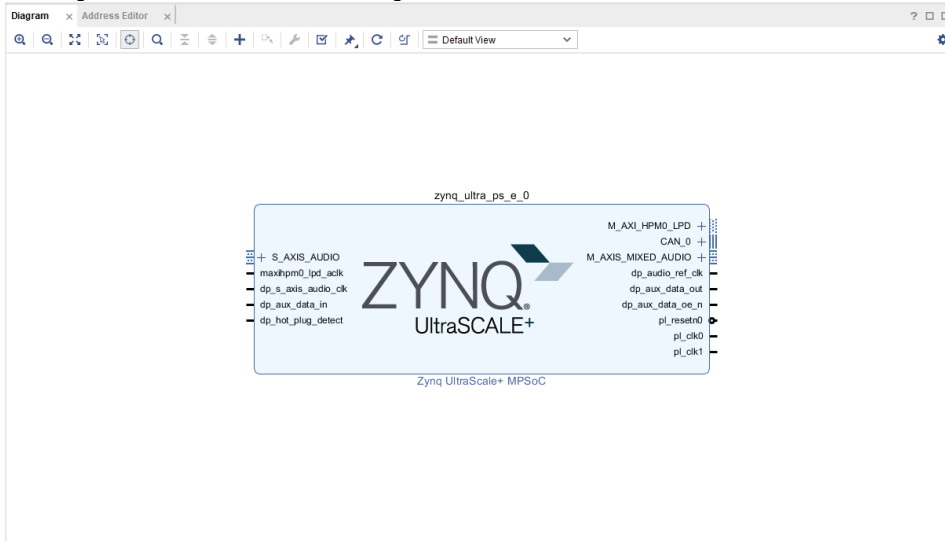 Diagram × Address Editor ×
? □
Default View
zynq_ultra_ps_e_0
S_AXIS_AUDIO
maxihpm0_lpd_aclk
dp_s_axis_audio_clk
dp_aux_data_in
dp_hot_plug_detect
ZYNQ®
UltraSCALE+
M_AXI_HPM0_LPD
CAN_0
M_AXIS_MIXED_AUDIO
dp_audio_ref_clk
dp_aux_data_out
dp_aux_data_oe_n
pl_resetn0
pl_clk0
pl_clk1
Zynq UltraScale+ MPSoC